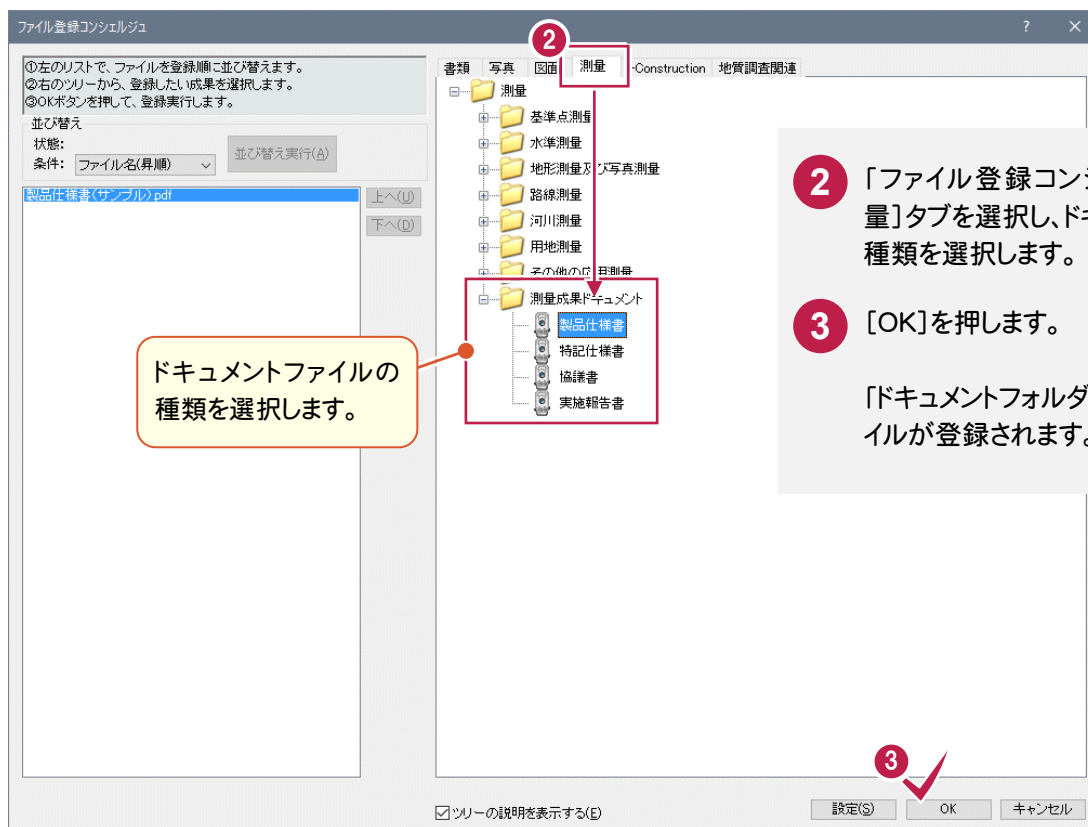 ファイル登録コンシェルジュ
①左のリストで、ファイルを登録順に並び替えます。
②右のツリーから、登録したい成果を選択します。
③OKボタンを押して、登録実行します。
並び替え
状態:
条件: ファイル名(昇順)
並び替え実行(A)
製品仕様書(サンプル).pdf
上へ(U)
下へ(D)
2
書類 写真 図面 測量 -Construction 地質調査関連
測量
基準点測量
水準測量
地形測量及び写真測量
路線測量
河川測量
用地測量
その他の応用測量
測量成果ドキュメント
製品仕様書
特記仕様書
協議書
実施報告書
ドキュメントファイルの
種類を選択します。
2 「ファイル登録コン
量]タブを選択し、ド
種類を選択します。
3 [OK]を押します。
「ドキュメントフォルダ
イルが登録されます
3
ツリーの説明を表示する(E)
設定(S) OK キャンセル